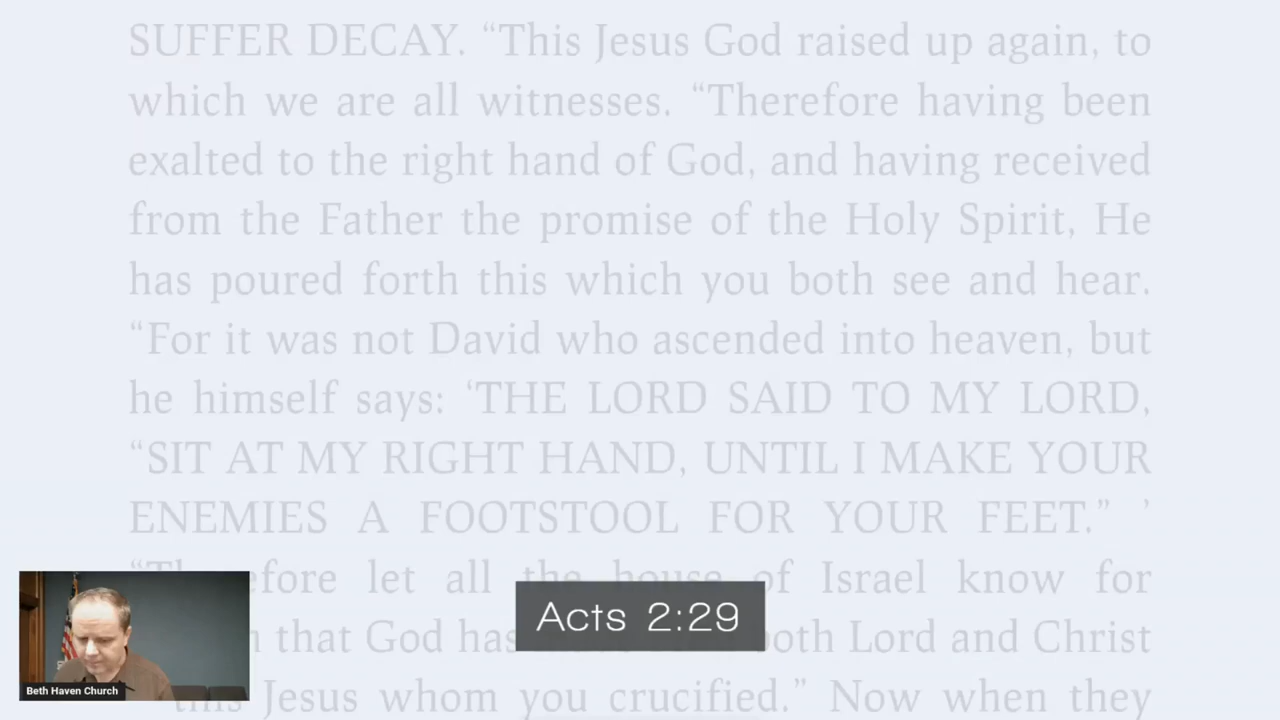 SUFFER DECAY. “This Jesus God raised up again, to
which we are all witnesses. “Therefore having been
exalted to the right hand of God, and having received
from the Father the promise of the Holy Spirit, He
has poured forth this which you both see and hear.
“For it was not David who ascended into heaven, but
he himself says: ‘THE LORD SAID TO MY LORD,
“SIT AT MY RIGHT HAND, UNTIL I MAKE YOUR
ENEMIES A FOOTSTOOL FOR YOUR FEET.” ’
“Therefore let all the house of Israel know for
that God has both Lord and Christ
this Jesus whom you crucified.” Now when they
Acts 2:29
Beth Haven Church